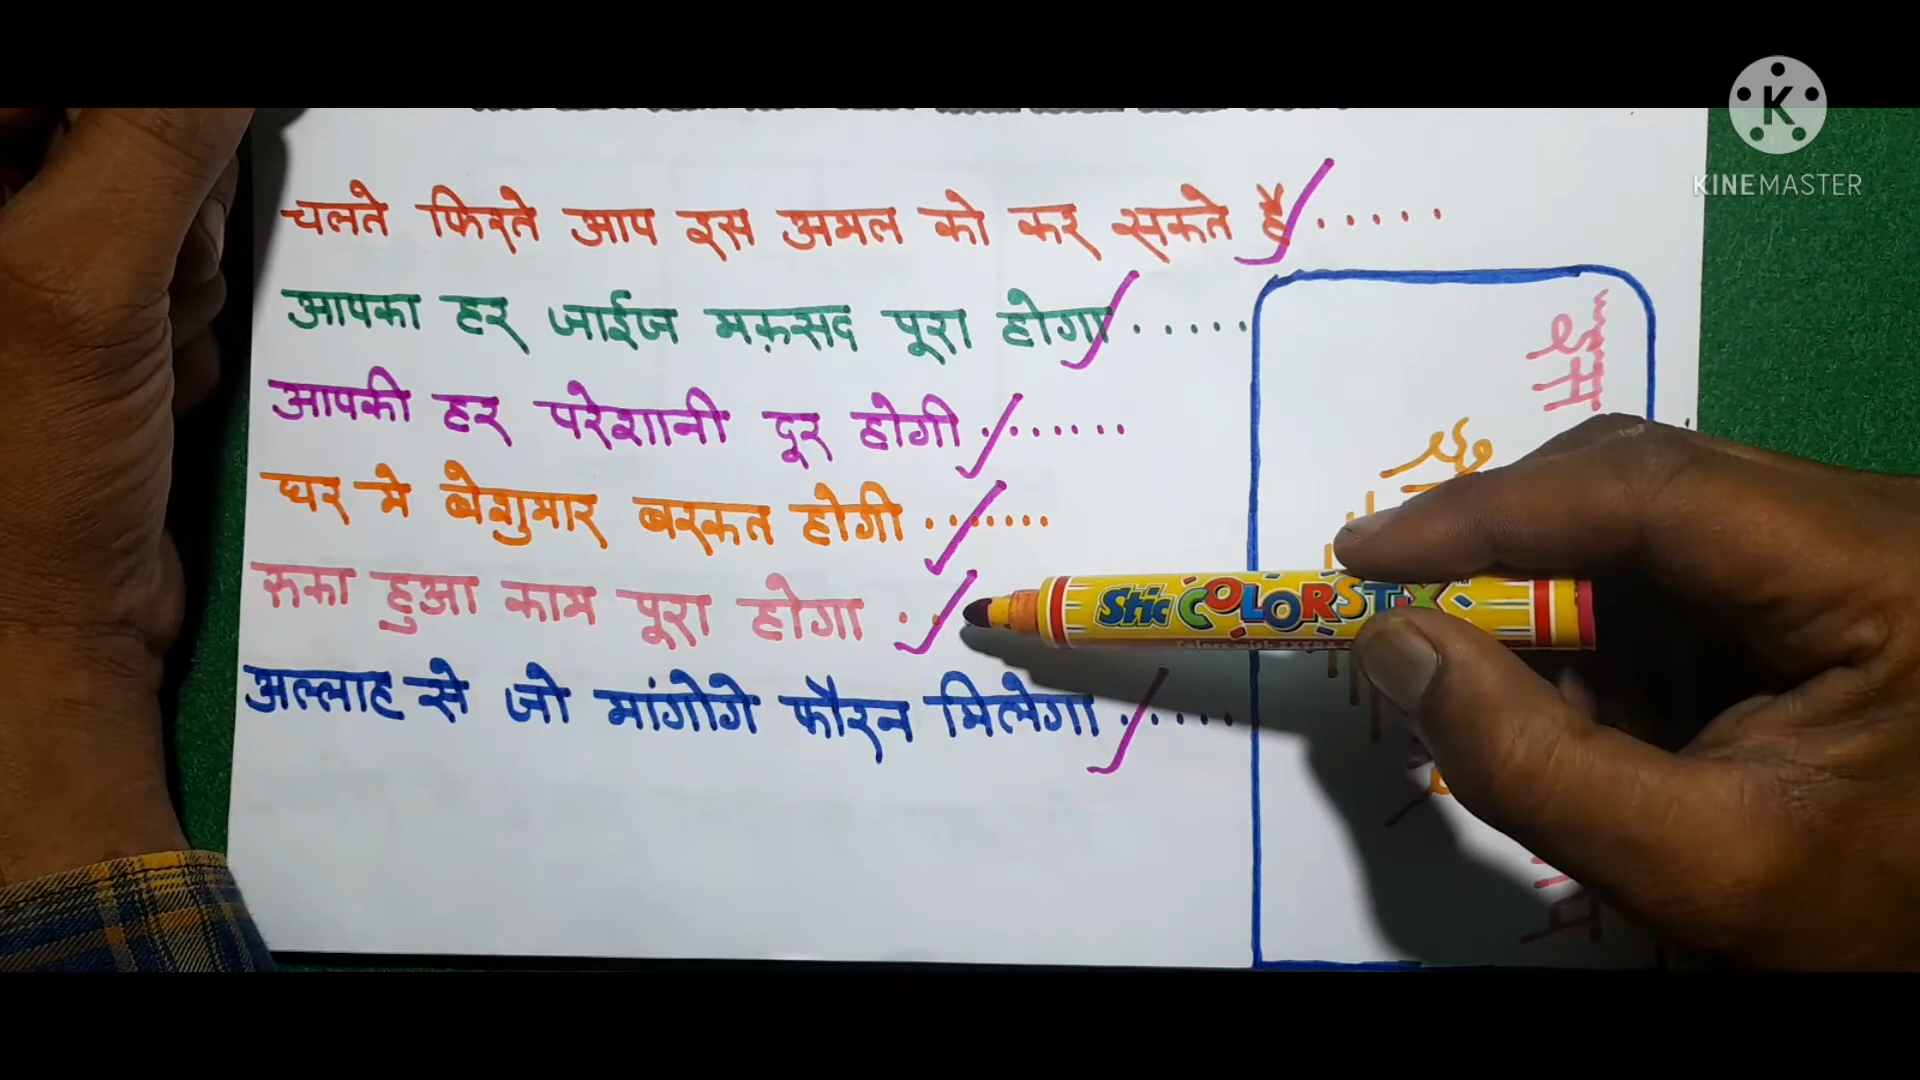 चलते फिरते आप इस अमल को कर सकते है.....
आपका हर जाईज मक़सद पूरा होगा.....
आपकी हर परेशानी दूर होगी.......
घर मे बेशुमार बरकत होगी.......
रुका हुआ काम पूरा होगा..
अल्लाह से जो मांगोगे फौरन मिलेगा......
Stic COLORSTIX
K
KINEMASTER